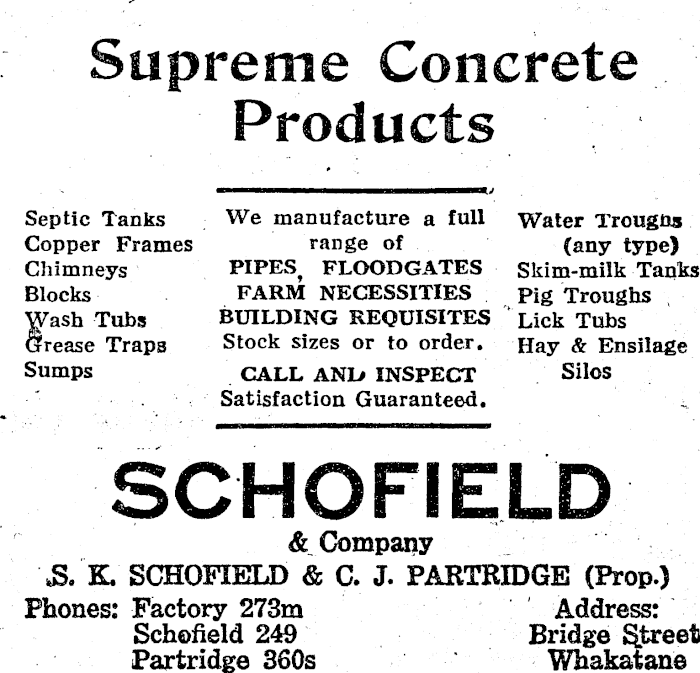 Supreme Concrete
Products
Septic Tanks
Copper Frames
Chimneys
Blocks
Wash Tubs
Grease Traps
Sumps
We manufacture a full
range of
PIPES, FLOODGATES
FARM NECESSITIES
BUILDING REQUISITES
Stock sizes or to order.
CALL AND INSPECT
Satisfaction Guaranteed.
Water Troughs
(any type)
Skim-milk Tanks
Pig Troughs
Lick Tubs
Hay & Ensilage
Silos
SCHOFIELD
& Company
S. K. SCHOFIELD & C. J. PARTRIDGE (Prop.)
Phones: Factory 273m
Schofield 249
Partridge 360s
Address:
Bridge Street
Whakatane